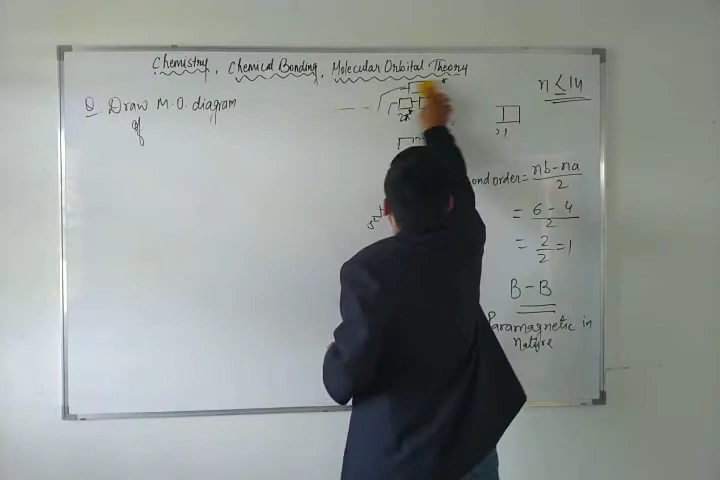 Chemistry, Chemical Bonding, Molecular Orbital Theory
Q. Draw M.O. diagram
of
n ≤ 14
ond order = nb - na / 2
= 6 - 4 / 2
= 2 / 2 = 1
B - B
Paramagnetic in
nature